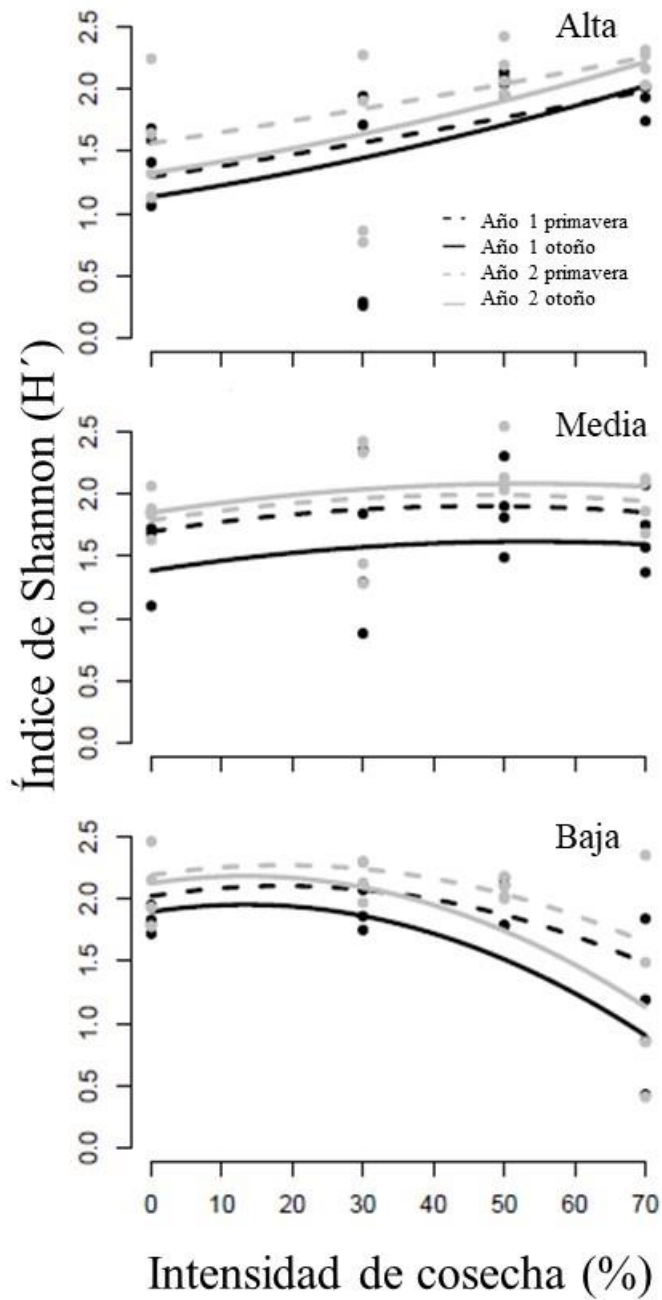 Alta
2.5
2.0
1.5
1.0
0.5
0.0
Año 1 primavera
Año 1 otoño
Año 2 primavera
Año 2 otoño
Índice de Shannon (H´)
Media
2.5
2.0
1.5
1.0
0.5
0.0
Baja
2.5
2.0
1.5
1.0
0.5
0.0
0 10 20 30 40 50 60 70
Intensidad de cosecha (%)